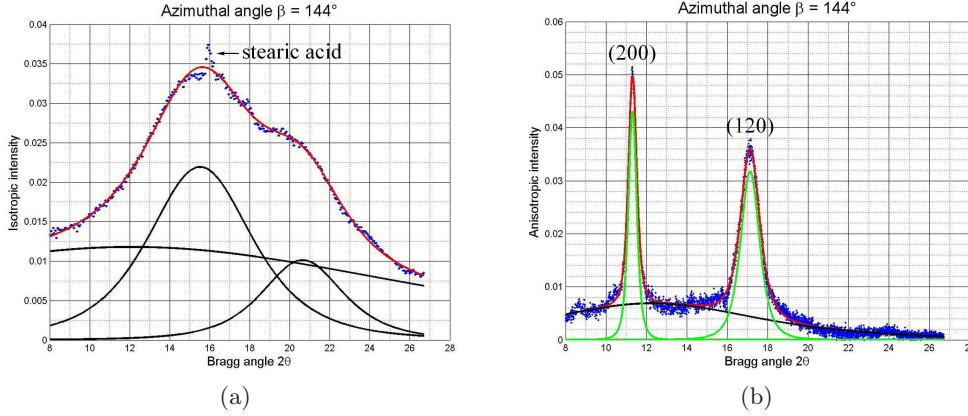 Azimuthal angle β = 144°
0.04
0.035
0.03
0.025
0.02
0.015
0.01
0.005
0
Isotropic intensity
stearic acid
8 10 12 14 16 18 20 22 24 26 28
Bragg angle 2θ
(a)
Azimuthal angle β = 144°
0.06
0.05
0.04
0.03
0.02
0.01
0
Anisotropic intensity
(200)
(120)
8 10 12 14 16 18 20 22 24 26 28
Bragg angle 2θ
(b)